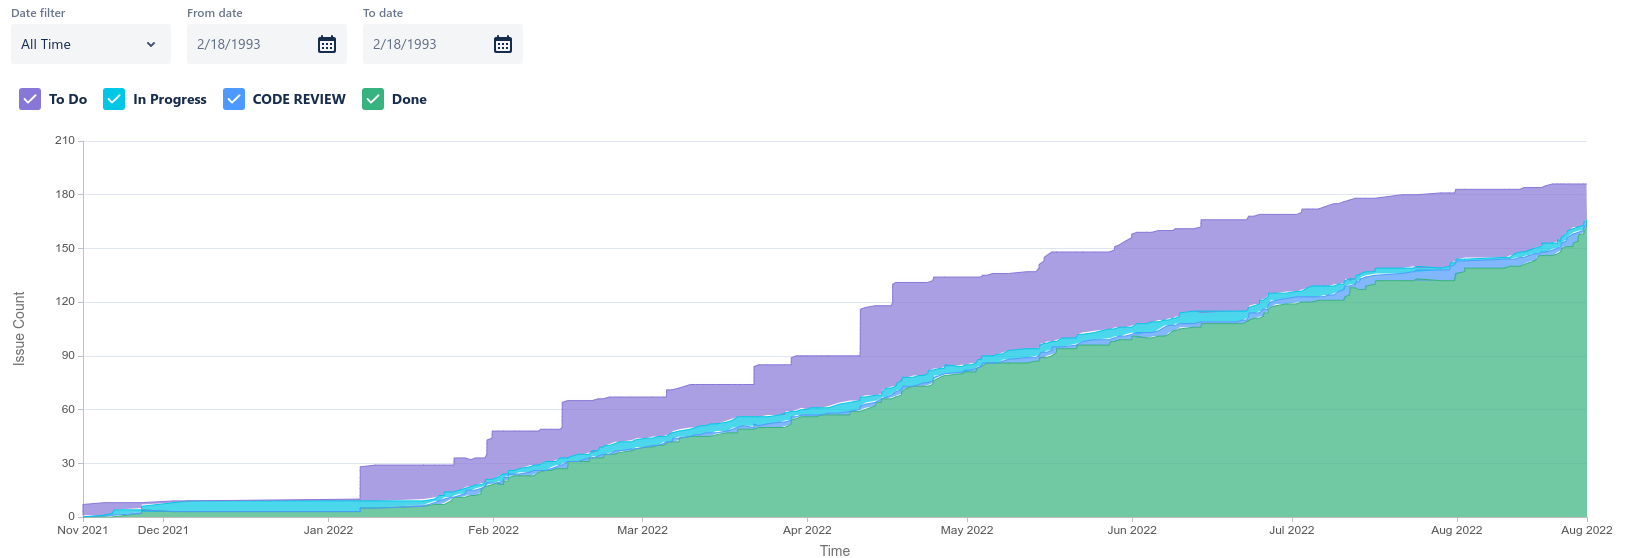 Date filter From date To date
All Time 2/18/1993 2/18/1993
To Do In Progress CODE REVIEW Done
210
180
150
120
90
60
30
0
Issue Count
Nov 2021 Dec 2021 Jan 2022 Feb 2022 Mar 2022 Apr 2022 May 2022 Jun 2022 Jul 2022 Aug 2022 Aug 2022
Time